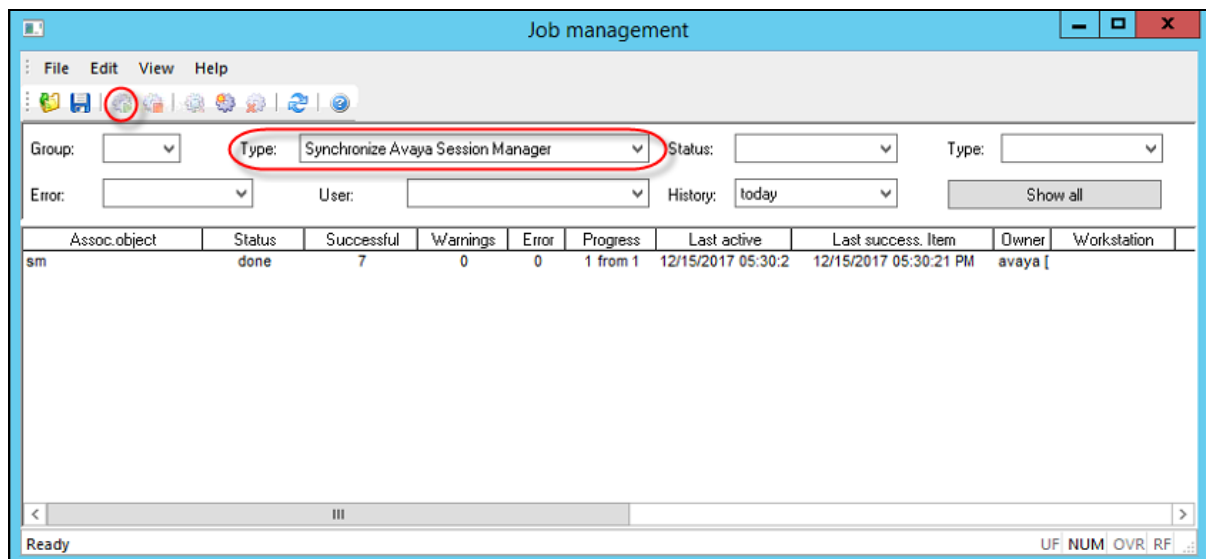 Job management
File Edit View Help
Group: Type: Synchronize Avaya Session Manager Status: Type:
Error: User: History: today Show all
Assoc.object Status Successful Warnings Error Progress Last active Last success. Item Owner Workstation
sm done 7 0 0 1 from 1 12/15/2017 05:30:2 12/15/2017 05:30:21 PM avaya [
Ready UF NUM OVR RF